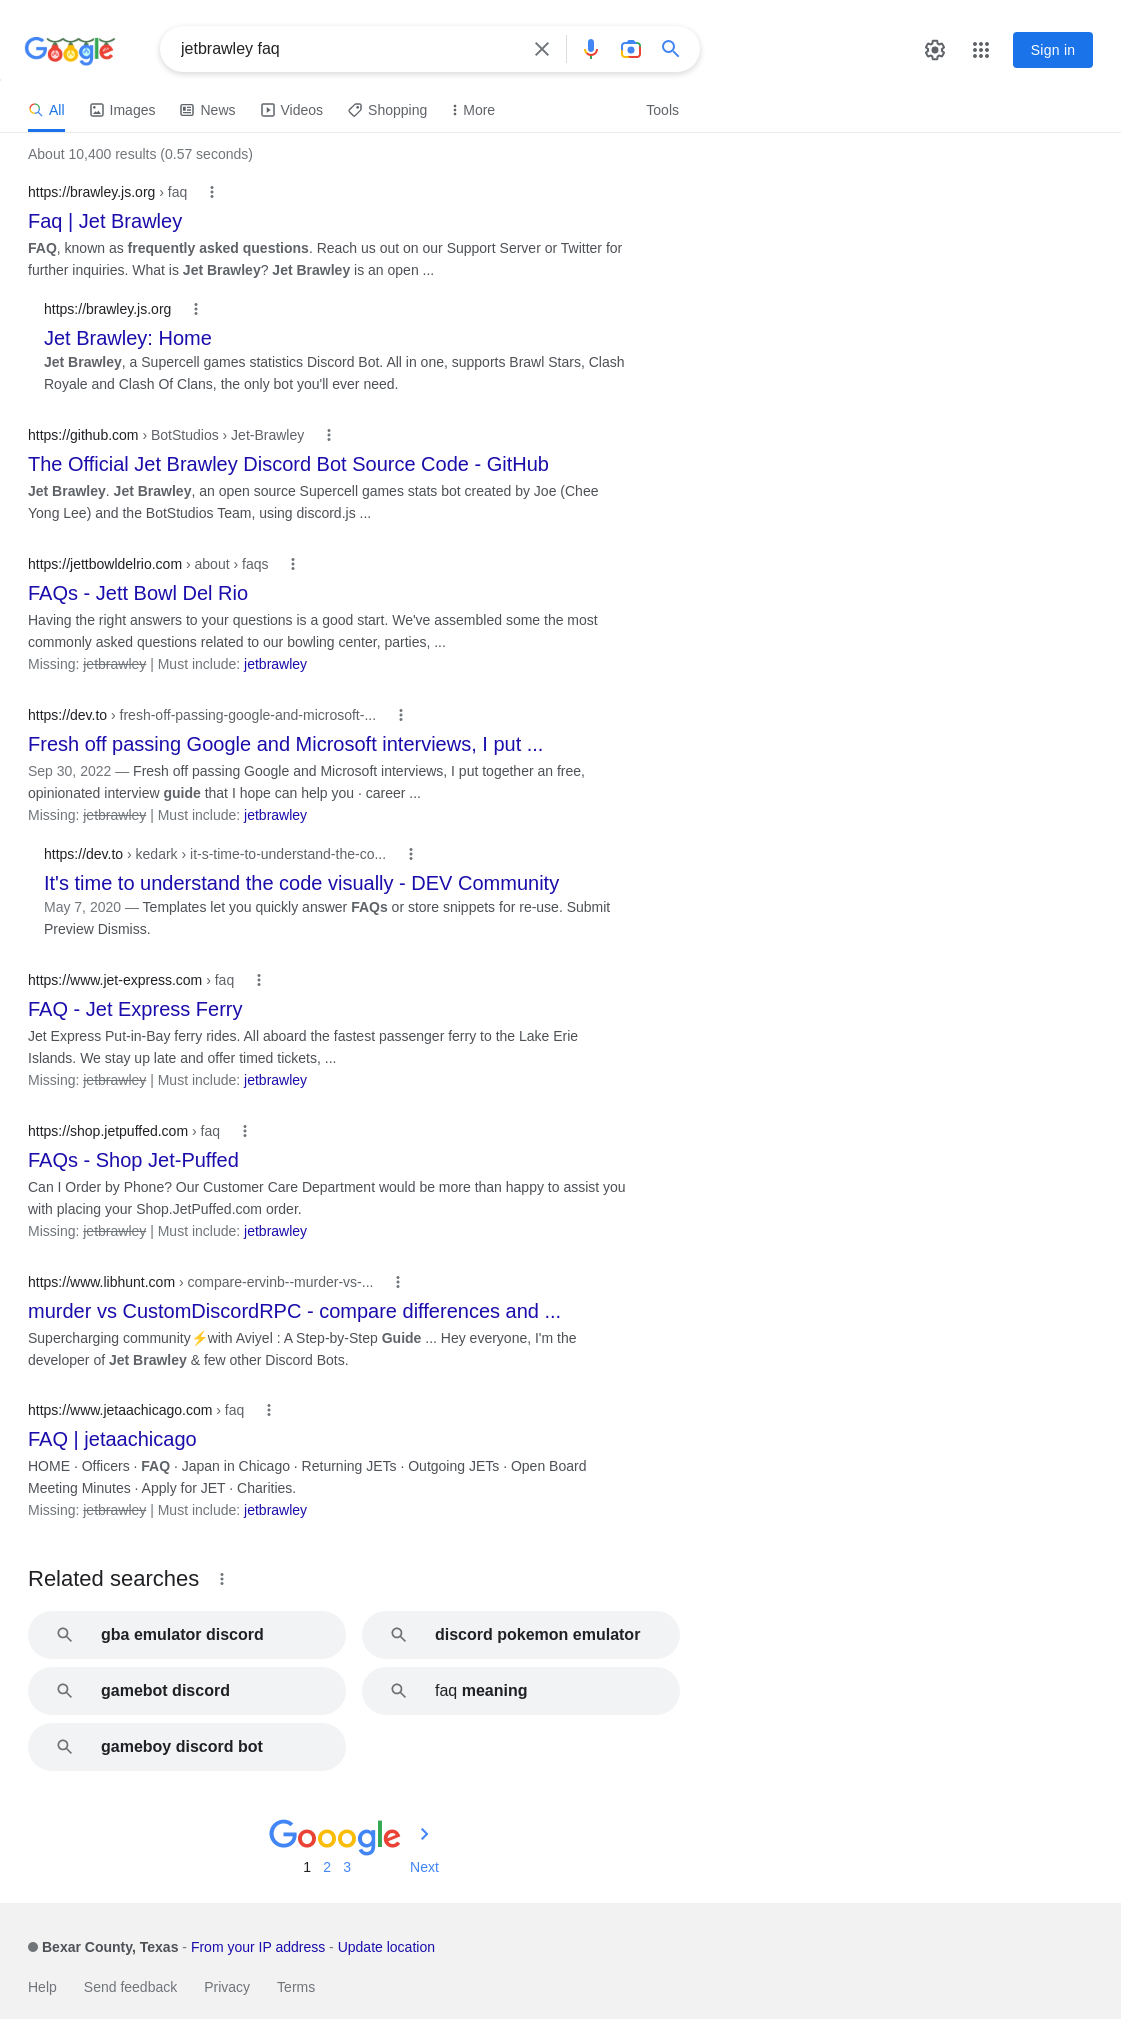 Google
jetbrawley faq
Sign in
All
Images
News
Videos
Shopping
More
Tools
About 10,400 results (0.57 seconds)
https://brawley.js.org › faq
Faq | Jet Brawley
FAQ, known as frequently asked questions. Reach us out on our Support Server or Twitter for
further inquiries. What is Jet Brawley? Jet Brawley is an open ...
https://brawley.js.org
Jet Brawley: Home
Jet Brawley, a Supercell games statistics Discord Bot. All in one, supports Brawl Stars, Clash
Royale and Clash Of Clans, the only bot you'll ever need.
https://github.com › BotStudios › Jet-Brawley
The Official Jet Brawley Discord Bot Source Code - GitHub
Jet Brawley. Jet Brawley, an open source Supercell games stats bot created by Joe (Chee
Yong Lee) and the BotStudios Team, using discord.js ...
https://jettbowldelrio.com › about › faqs
FAQs - Jett Bowl Del Rio
Having the right answers to your questions is a good start. We've assembled some the most
commonly asked questions related to our bowling center, parties, ...
Missing: jetbrawley | Must include: jetbrawley
https://dev.to › fresh-off-passing-google-and-microsoft-...
Fresh off passing Google and Microsoft interviews, I put ...
Sep 30, 2022 — Fresh off passing Google and Microsoft interviews, I put together an free,
opinionated interview guide that I hope can help you · career ...
Missing: jetbrawley | Must include: jetbrawley
https://dev.to › kedark › it-s-time-to-understand-the-co...
It's time to understand the code visually - DEV Community
May 7, 2020 — Templates let you quickly answer FAQs or store snippets for re-use. Submit
Preview Dismiss.
https://www.jet-express.com › faq
FAQ - Jet Express Ferry
Jet Express Put-in-Bay ferry rides. All aboard the fastest passenger ferry to the Lake Erie
Islands. We stay up late and offer timed tickets, ...
Missing: jetbrawley | Must include: jetbrawley
https://shop.jetpuffed.com › faq
FAQs - Shop Jet-Puffed
Can I Order by Phone? Our Customer Care Department would be more than happy to assist you
with placing your Shop.JetPuffed.com order.
Missing: jetbrawley | Must include: jetbrawley
https://www.libhunt.com › compare-ervinb--murder-vs-...
murder vs CustomDiscordRPC - compare differences and ...
Supercharging community⚡with Aviyel : A Step-by-Step Guide ... Hey everyone, I'm the
developer of Jet Brawley & few other Discord Bots.
https://www.jetaachicago.com › faq
FAQ | jetaachicago
HOME · Officers · FAQ · Japan in Chicago · Returning JETs · Outgoing JETs · Open Board
Meeting Minutes · Apply for JET · Charities.
Missing: jetbrawley | Must include: jetbrawley
Related searches
gba emulator discord
discord pokemon emulator
gamebot discord
faq meaning
gameboy discord bot
Gooogle
1 2 3 Next
Bexar County, Texas - From your IP address - Update location
Help Send feedback Privacy Terms